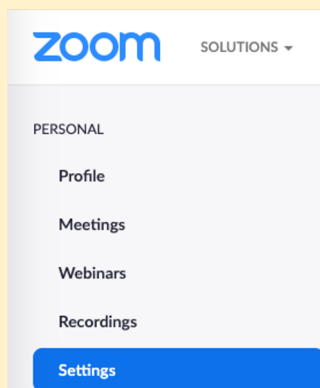 zoom
SOLUTIONS
PERSONAL
Profile
Meetings
Webinars
Recordings
Settings